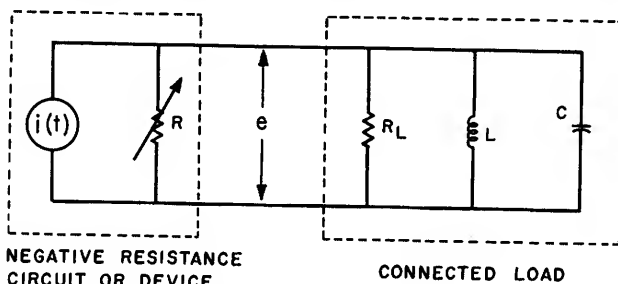 i(t)
R
e
R_L
L
C
NEGATIVE RESISTANCE
CIRCUIT OR DEVICE
CONNECTED LOAD